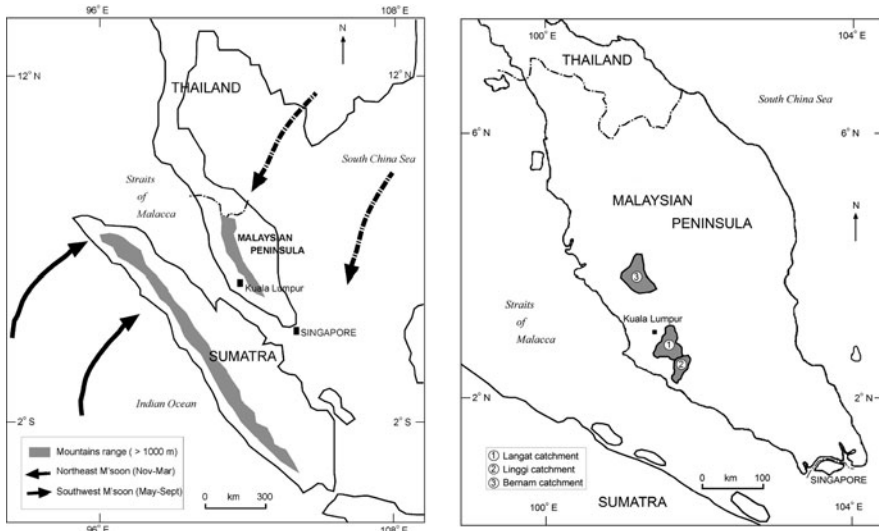 96° E
108° E
N
12° N
12° N
THAILAND
South China Sea
Straits
of
Malacca
MALAYSIAN
PENINSULA
Kuala Lumpur
SINGAPORE
SUMATRA
Indian Ocean
2° S
2° S
Mountains range ( > 1000 m)
Northeast M'soon (Nov-Mar)
Southwest M'soon (May-Sept)
km
0 300
96° E
108° E
100° E
104° E
THAILAND
South China Sea
6° N
6° N
MALAYSIAN
PENINSULA
N
3
Straits
of
Malacca
Kuala Lumpur
1
2
2° N
2° N
1 Langat catchment
2 Linggi catchment
3 Bernam catchment
km
0 100
SINGAPORE
SUMATRA
100° E
104° E